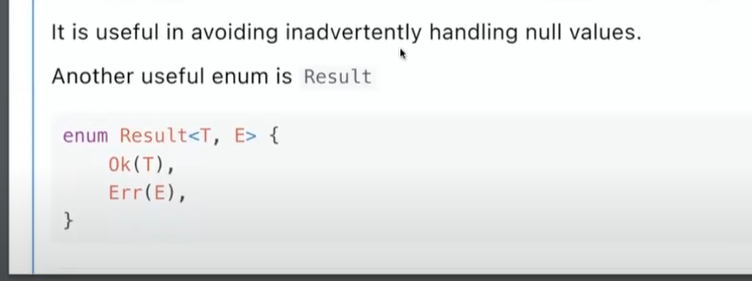 It is useful in avoiding inadvertently handling null values.
Another useful enum is Result
enum Result<T, E> {
    Ok(T),
    Err(E),
}